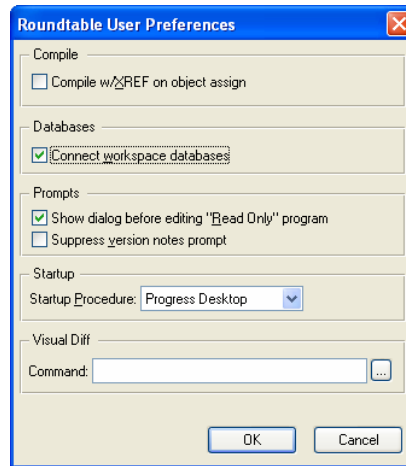 Roundtable User Preferences
Compile
Compile w/XREF on object assign
Databases
Connect workspace databases
Prompts
Show dialog before editing "Read Only" program
Suppress version notes prompt
Startup
Startup Procedure: Progress Desktop
Visual Diff
Command: ...
OK Cancel